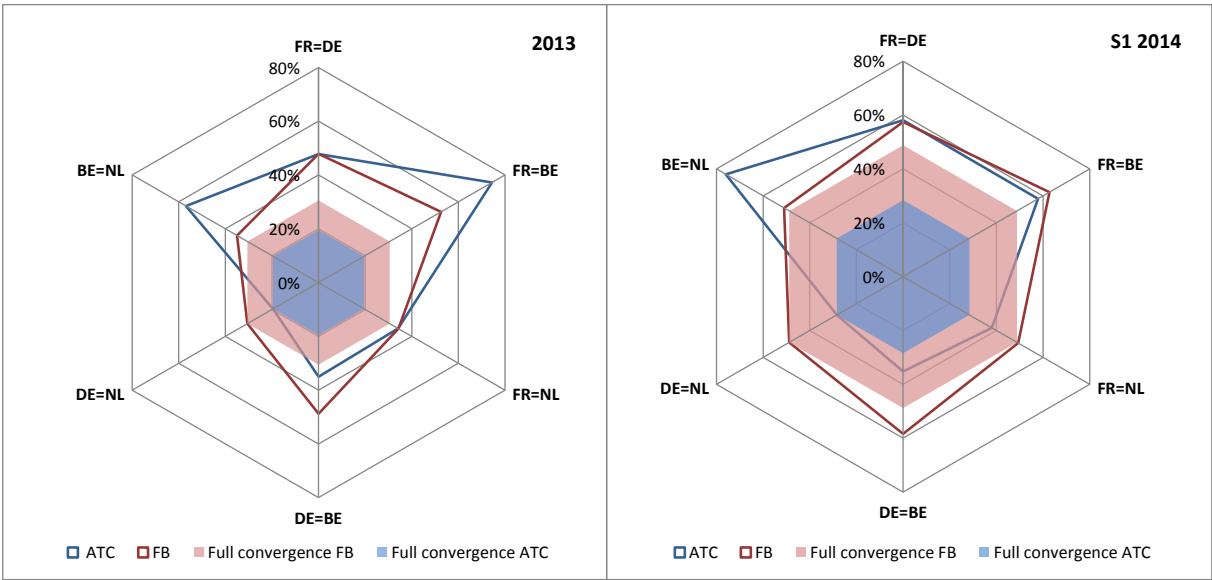 2013
FR=DE
80%
60%
40%
20%
0%
BE=NL
FR=BE
DE=NL
FR=NL
DE=BE
ATC FB Full convergence FB Full convergence ATC
S1 2014
FR=DE
80%
60%
40%
20%
0%
BE=NL
FR=BE
DE=NL
FR=NL
DE=BE
ATC FB Full convergence FB Full convergence ATC